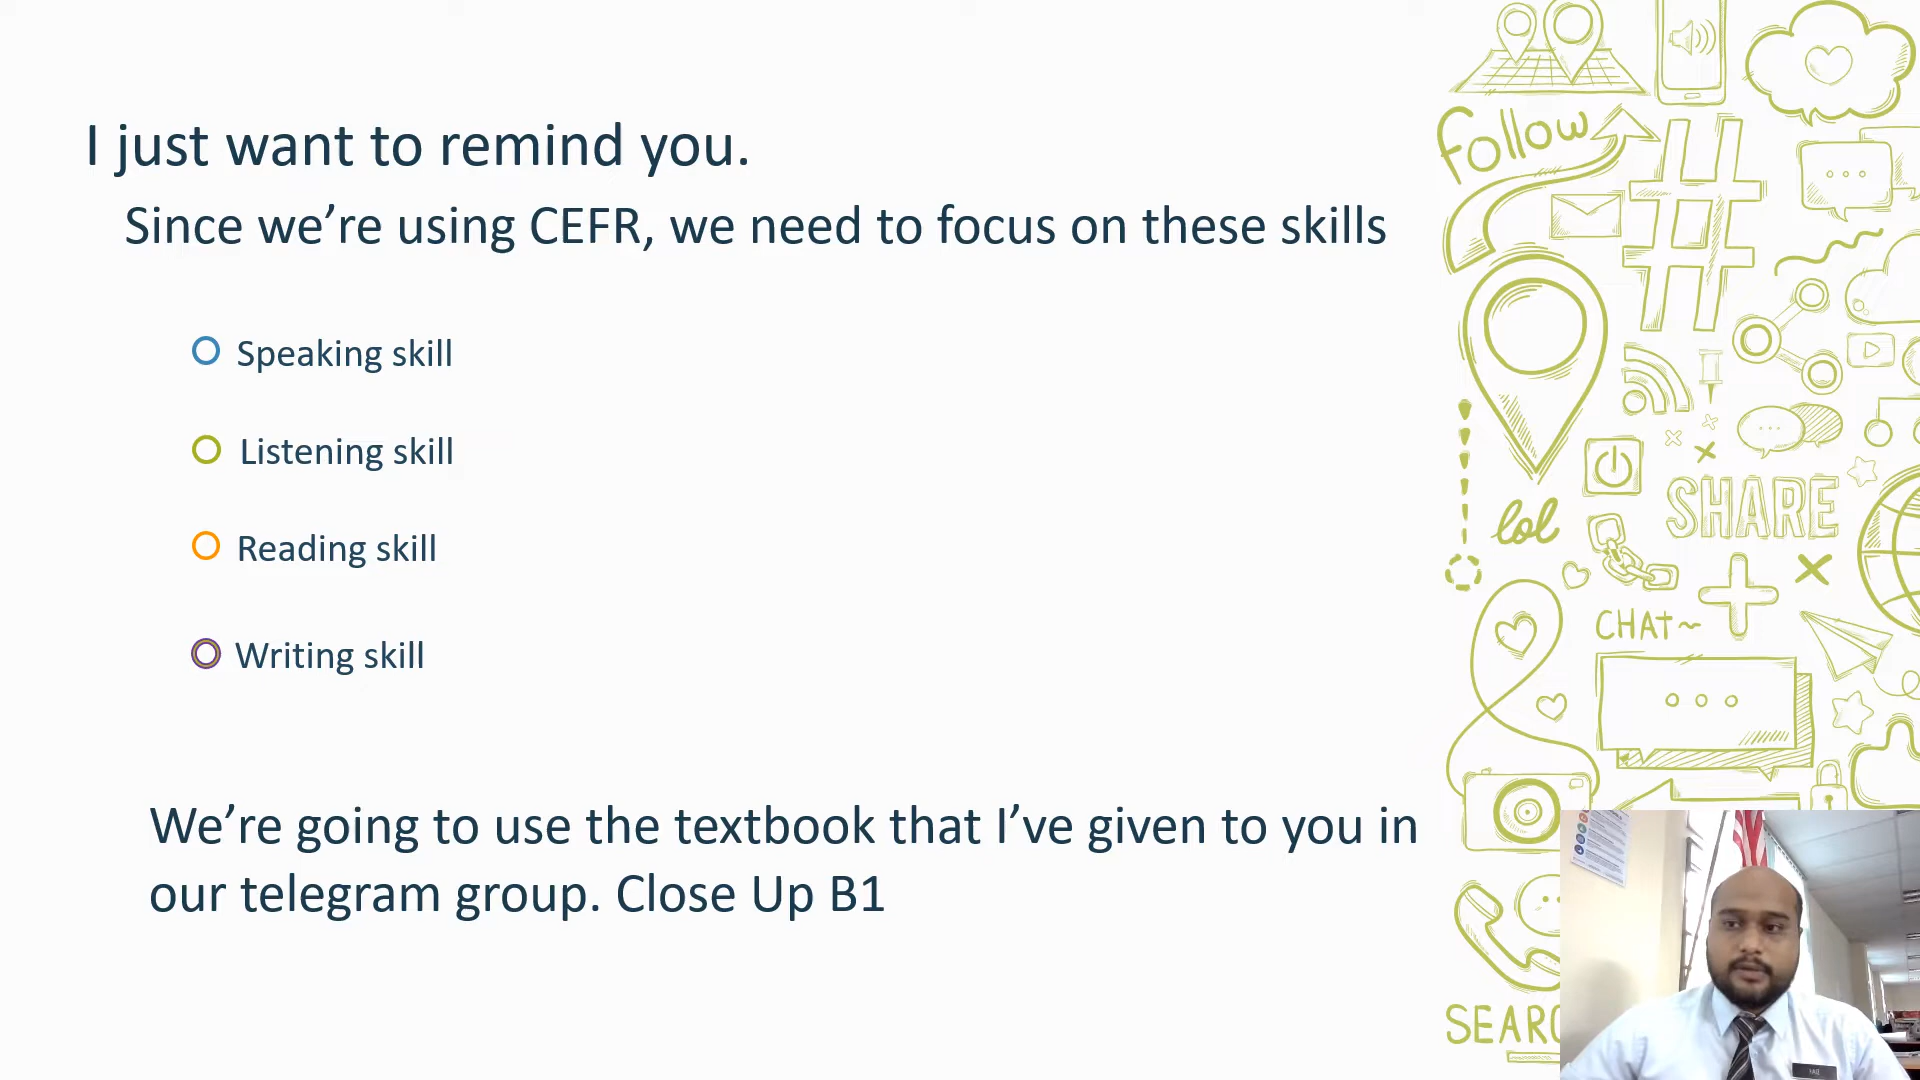 I just want to remind you.
Since we’re using CEFR, we need to focus on these skills
Speaking skill
Listening skill
Reading skill
Writing skill
We’re going to use the textbook that I’ve given to you in
our telegram group. Close Up B1
follow
#
lol
SHARE
CHAT~